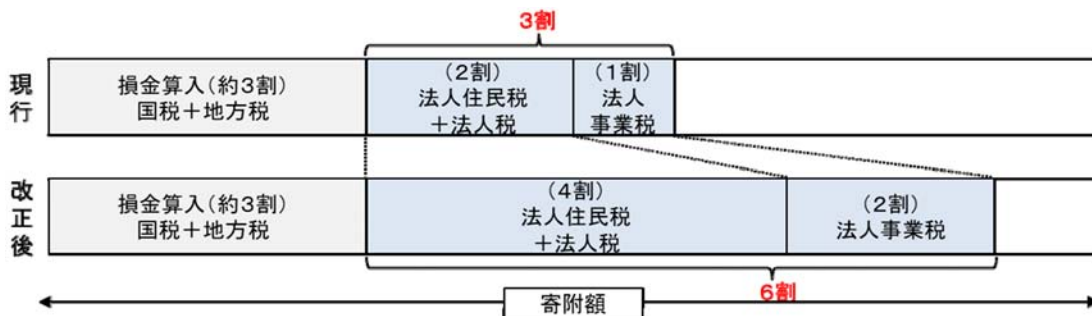 3割
現行
損金算入(約3割)
国税+地方税
(2割)
法人住民税
+法人税
(1割)
法人
事業税
改正後
損金算入(約3割)
国税+地方税
(4割)
法人住民税
+法人税
(2割)
法人事業税
6割
寄附額